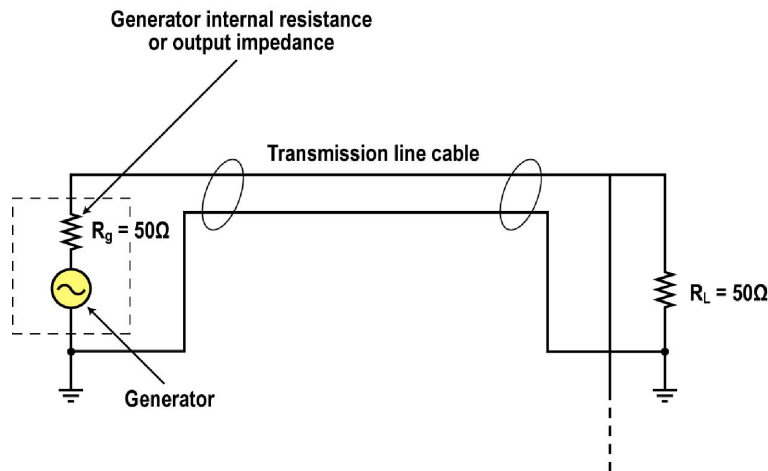 Generator internal resistance
or output impedance
Transmission line cable
Rg = 50Ω
RL = 50Ω
Generator